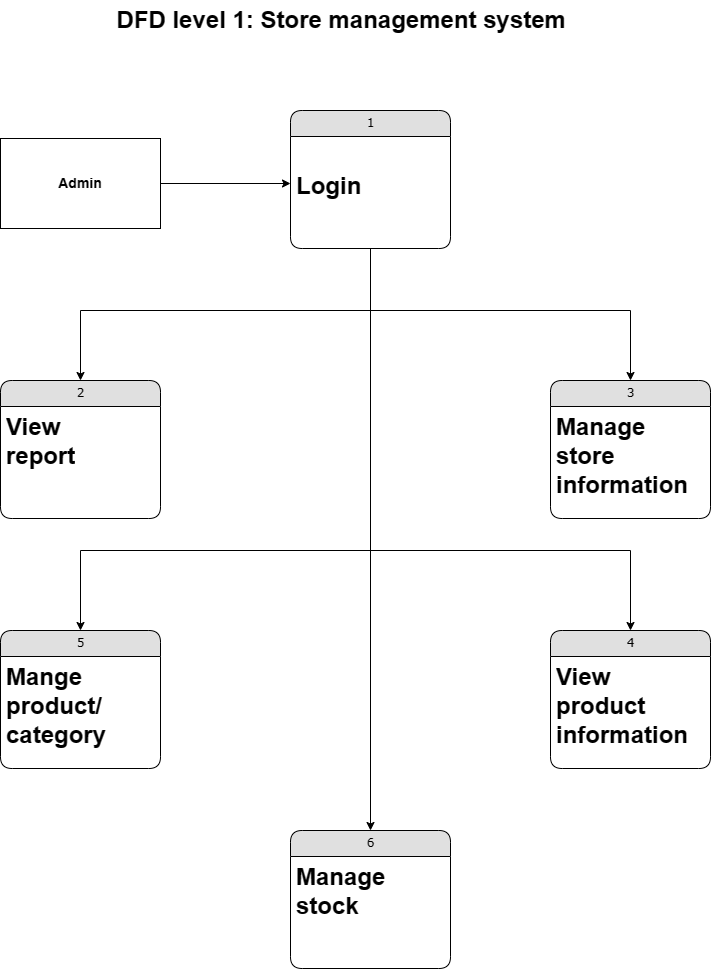 DFD level 1: Store management system
1
Admin
Login
2
View
report
3
Manage
store
information
5
Mange
product/
category
4
View
product
information
6
Manage
stock